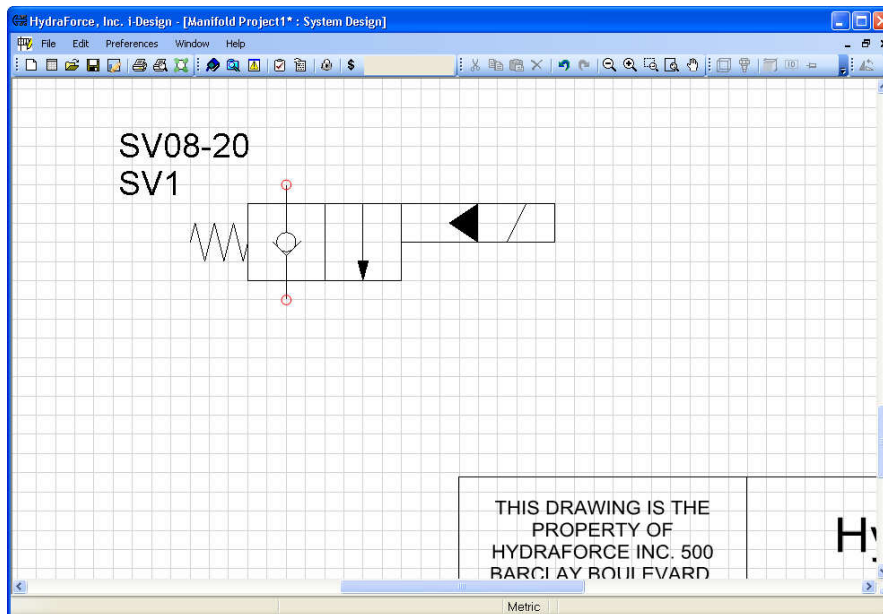 HydraForce, Inc. i-Design - [Manifold Project1* : System Design]
File Edit Preferences Window Help
$
SV08-20
SV1
THIS DRAWING IS THE
PROPERTY OF
HYDRAFORCE INC. 500
BARCLAY BOULEVARD
Hy
Metric